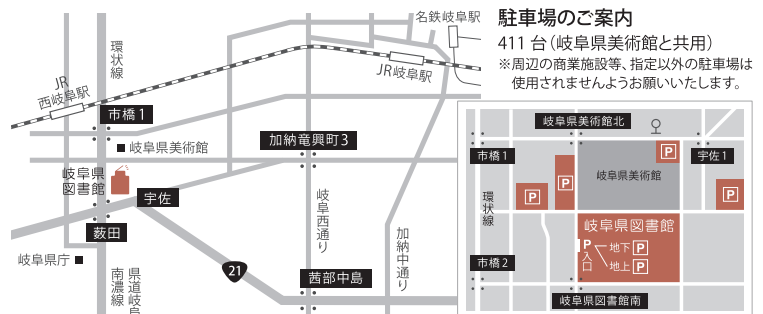 名鉄岐阜駅
駐車場のご案内
411台（岐阜県美術館と共用）
※周辺の商業施設等、指定以外の駐車場は
使用されませんようお願いいたします。
環状線
JR
西岐阜駅
JR岐阜駅
市橋1
岐阜県美術館
加納竜興町3
岐阜県
図書館
宇佐
薮田
岐阜県庁
県道岐阜
南濃線
21
岐阜西通り
加納中通り
茜部中島
岐阜県美術館北
市橋1
P
宇佐1
岐阜県美術館
P
P
P
環状線
岐阜県図書館
P
入口
地下 P
地上 P
市橋2
岐阜県図書館南